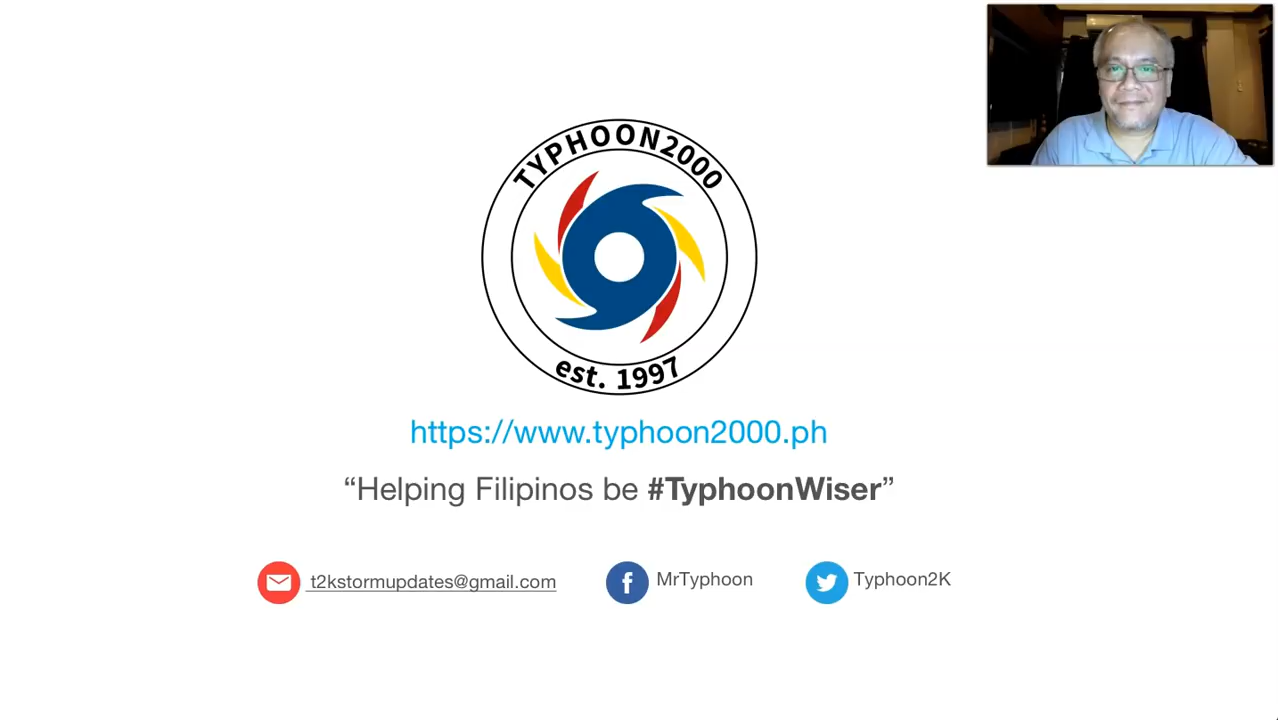 TYPHOON2000
est. 1997
https://www.typhoon2000.ph
“Helping Filipinos be #TyphoonWiser”
t2kstormupdates@gmail.com
MrTyphoon
Typhoon2K